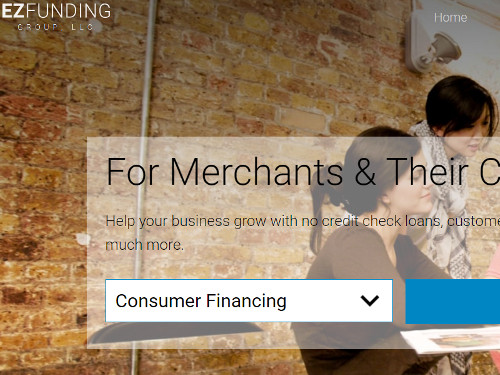 EZFUNDING
GROUP, LLC
Home
For Merchants & Their C
Help your business grow with no credit check loans, custome
much more.
Consumer Financing